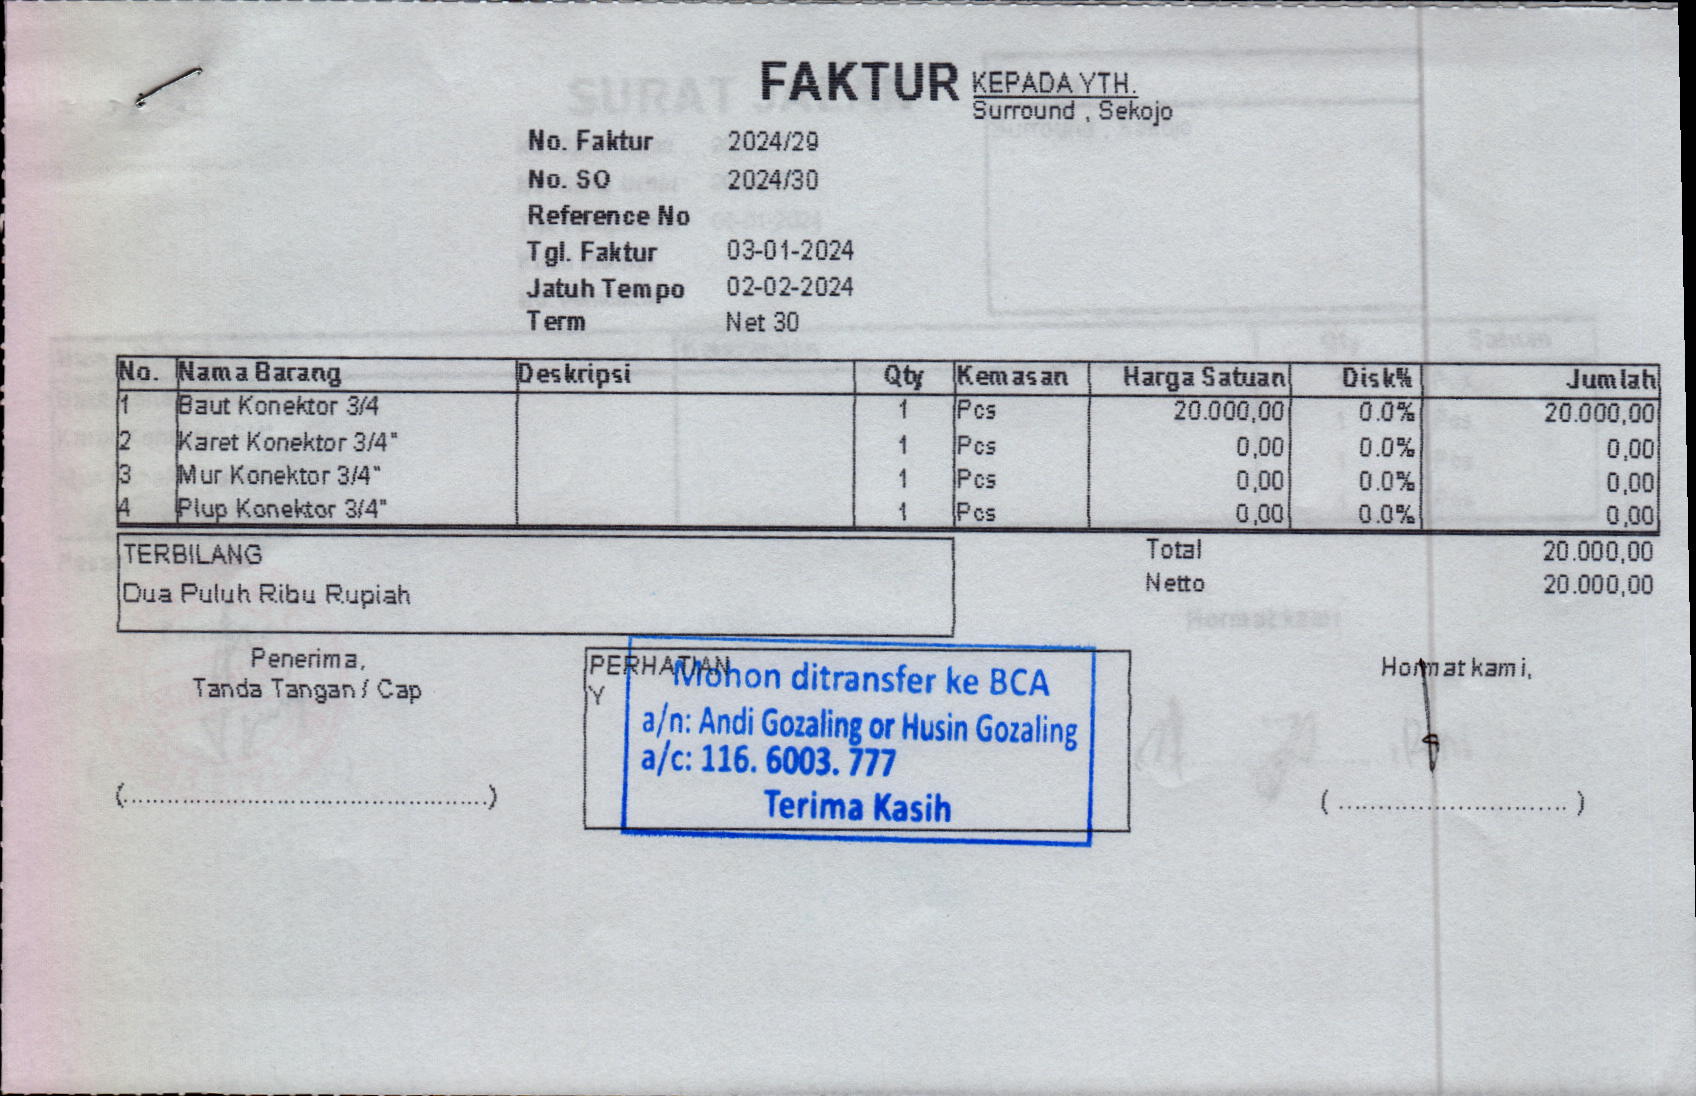 FAKTUR
KEPADA YTH.
Surround , Sekojo
No. Faktur 2024/29
No. SO 2024/30
Reference No
Tgl. Faktur 03-01-2024
Jatuh Tempo 02-02-2024
Term Net 30
No. Nama Barang Deskripsi Qty Kemasan Harga Satuan Disk% Jumlah
1 Baut Konektor 3/4 1 Pcs 20.000,00 0.0% 20.000,00
2 Karet Konektor 3/4" 1 Pcs 0,00 0.0% 0,00
3 Mur Konektor 3/4" 1 Pcs 0,00 0.0% 0,00
4 Plup Konektor 3/4" 1 Pcs 0,00 0.0% 0,00
TERBILANG
Dua Puluh Ribu Rupiah
Total 20.000,00
Netto 20.000,00
Penerima,
Tanda Tangan / Cap
(................................................)
PERHATIAN
Y
Mohon ditransfer ke BCA
a/n: Andi Gozaling or Husin Gozaling
a/c: 116. 6003. 777
Terima Kasih
Hormat kami,
( .............................. )